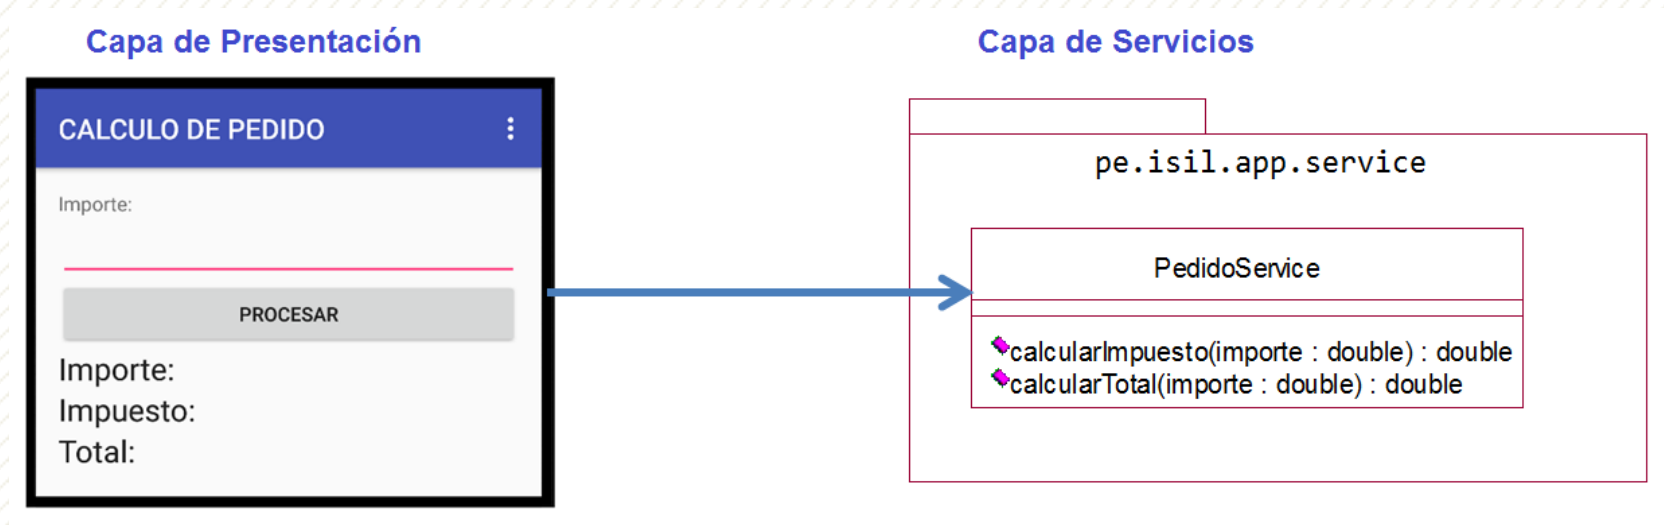 Capa de Presentación
CALCULO DE PEDIDO
Importe:
PROCESAR
Importe:
Impuesto:
Total:
Capa de Servicios
pe.isil.app.service
PedidoService
calcularImpuesto(importe : double) : double
calcularTotal(importe : double) : double